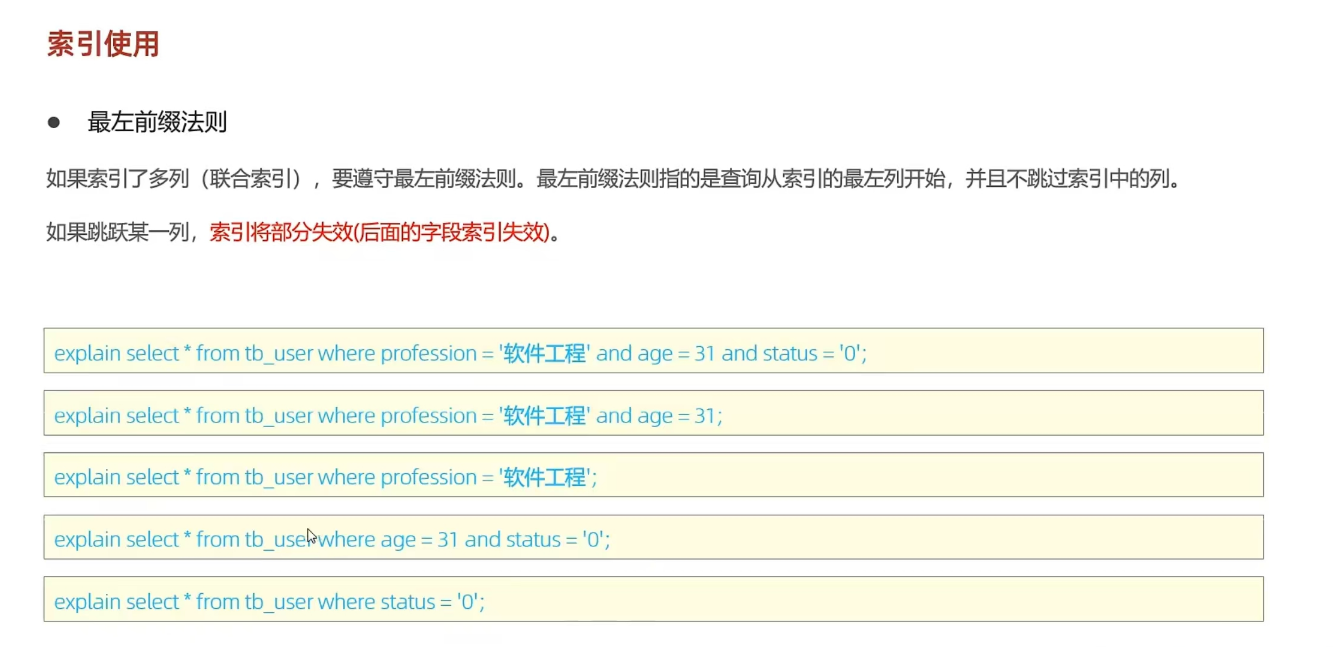 索引使用
● 最左前缀法则
如果索引了多列（联合索引），要遵守最左前缀法则。最左前缀法则指的是查询从索引的最左列开始，并且不跳过索引中的列。
如果跳跃某一列，索引将部分失效(后面的字段索引失效)。
explain select * from tb_user where profession = '软件工程' and age = 31 and status = '0';
explain select * from tb_user where profession = '软件工程' and age = 31;
explain select * from tb_user where profession = '软件工程';
explain select * from tb_user where age = 31 and status = '0';
explain select * from tb_user where status = '0';